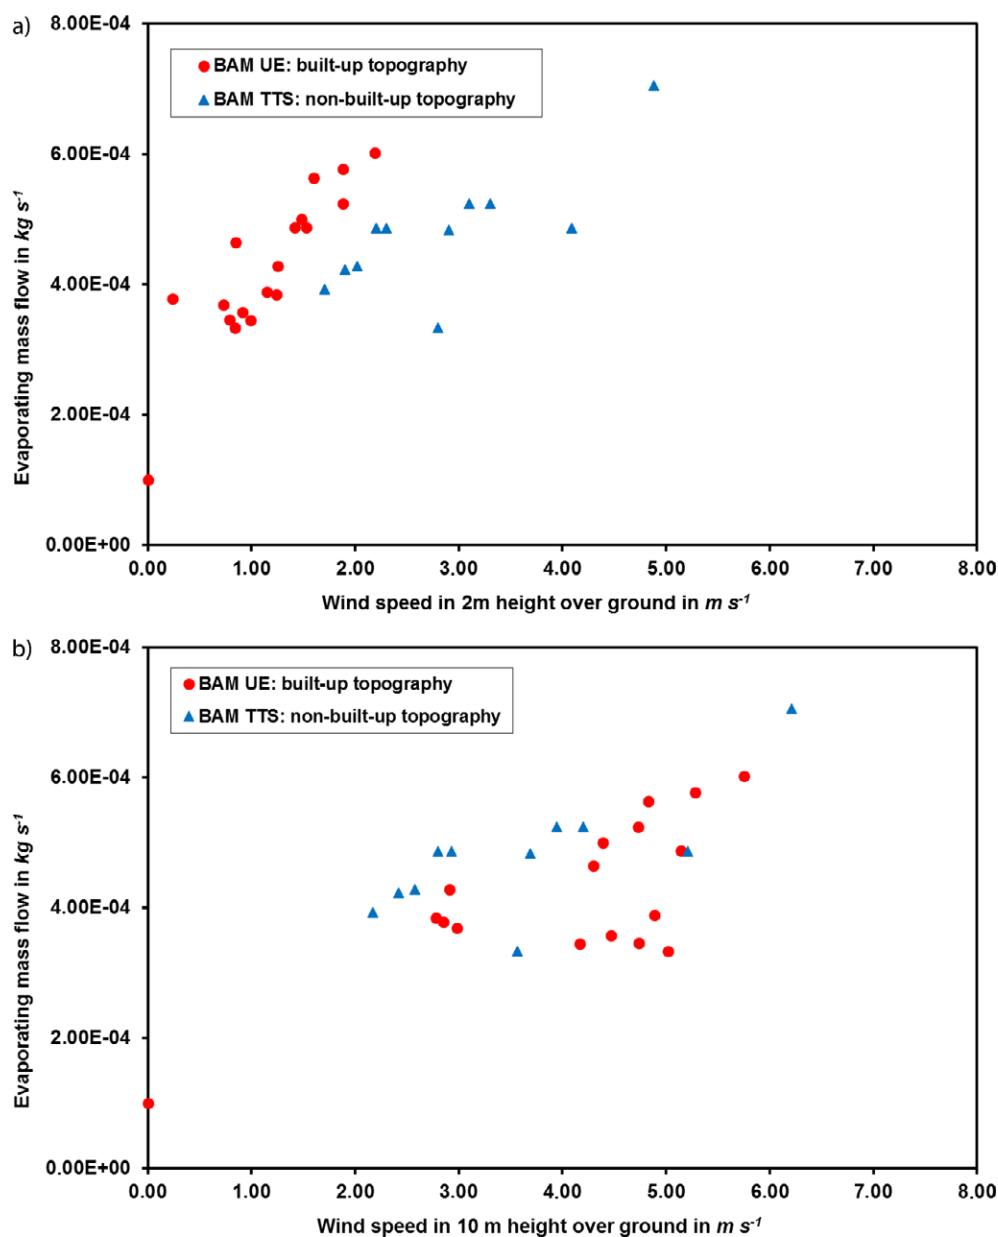 a)
8.00E-04
BAM UE: built-up topography
BAM TTS: non-built-up topography
6.00E-04
4.00E-04
2.00E-04
0.00E+00
Evaporating mass flow in kg s⁻¹
0.00 1.00 2.00 3.00 4.00 5.00 6.00 7.00 8.00
Wind speed in 2m height over ground in m s⁻¹
b)
8.00E-04
BAM UE: built-up topography
BAM TTS: non-built-up topography
6.00E-04
4.00E-04
2.00E-04
0.00E+00
Evaporating mass flow in kg s⁻¹
0.00 1.00 2.00 3.00 4.00 5.00 6.00 7.00 8.00
Wind speed in 10 m height over ground in m s⁻¹